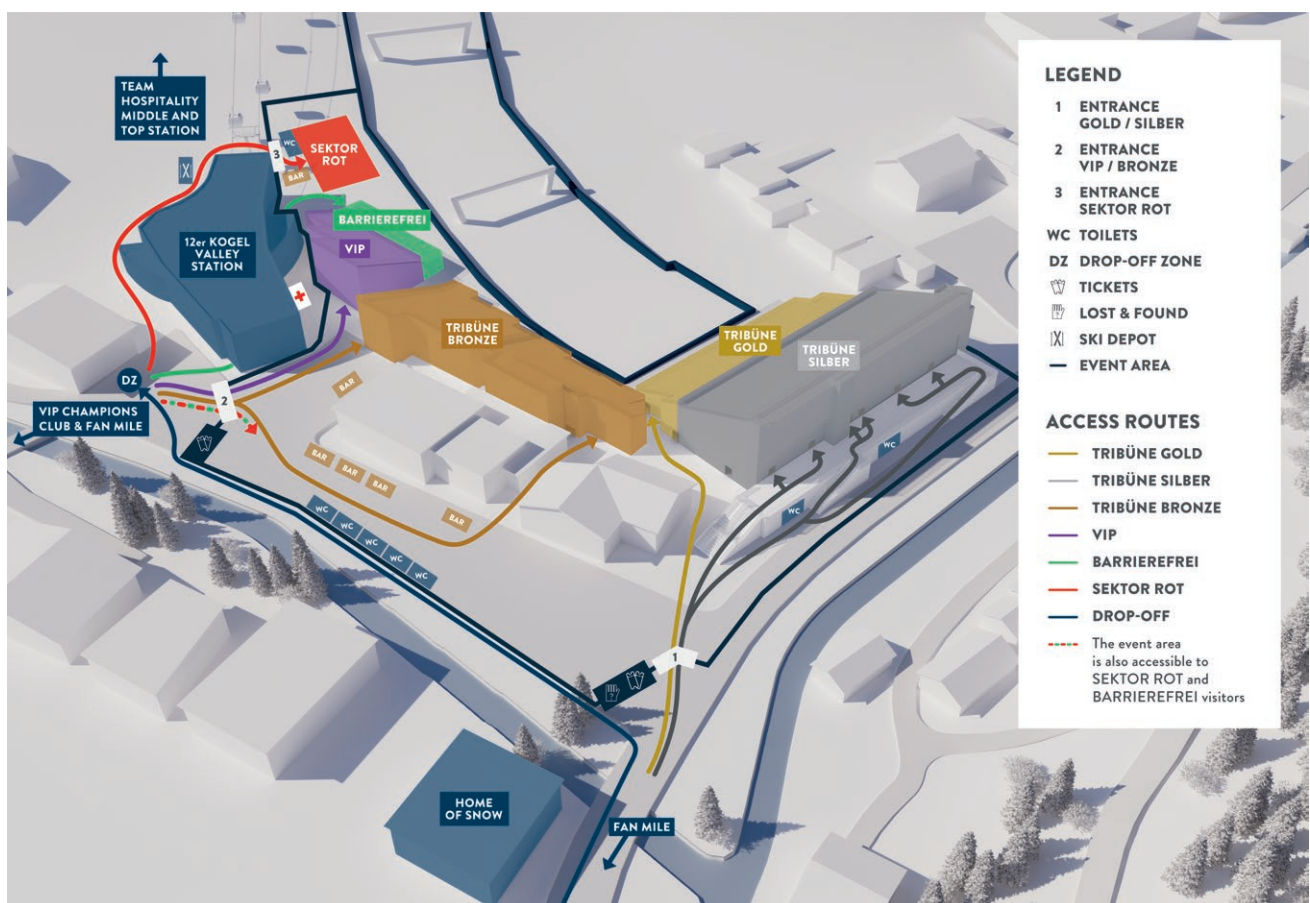 TEAM
HOSPITALITY
MIDDLE AND
TOP STATION
3
WC
SEKTOR
ROT
BAR
BARRIEREFREI
VIP
12er KOGEL
VALLEY
STATION
TRIBÜNE
BRONZE
TRIBÜNE
GOLD
TRIBÜNE
SILBER
DZ
2
VIP CHAMPIONS
CLUB & FAN MILE
BAR
BAR
BAR
BAR
BAR
WC
WC
WC
WC
WC
WC
WC
1
?
HOME
OF SNOW
FAN MILE
LEGEND
1 ENTRANCE
GOLD / SILBER
2 ENTRANCE
VIP / BRONZE
3 ENTRANCE
SEKTOR ROT
WC TOILETS
DZ DROP-OFF ZONE
TICKETS
? LOST & FOUND
SKI DEPOT
EVENT AREA
ACCESS ROUTES
TRIBÜNE GOLD
TRIBÜNE SILBER
TRIBÜNE BRONZE
VIP
BARRIEREFREI
SEKTOR ROT
DROP-OFF
The event area
is also accessible to
SEKTOR ROT and
BARRIEREFREI visitors